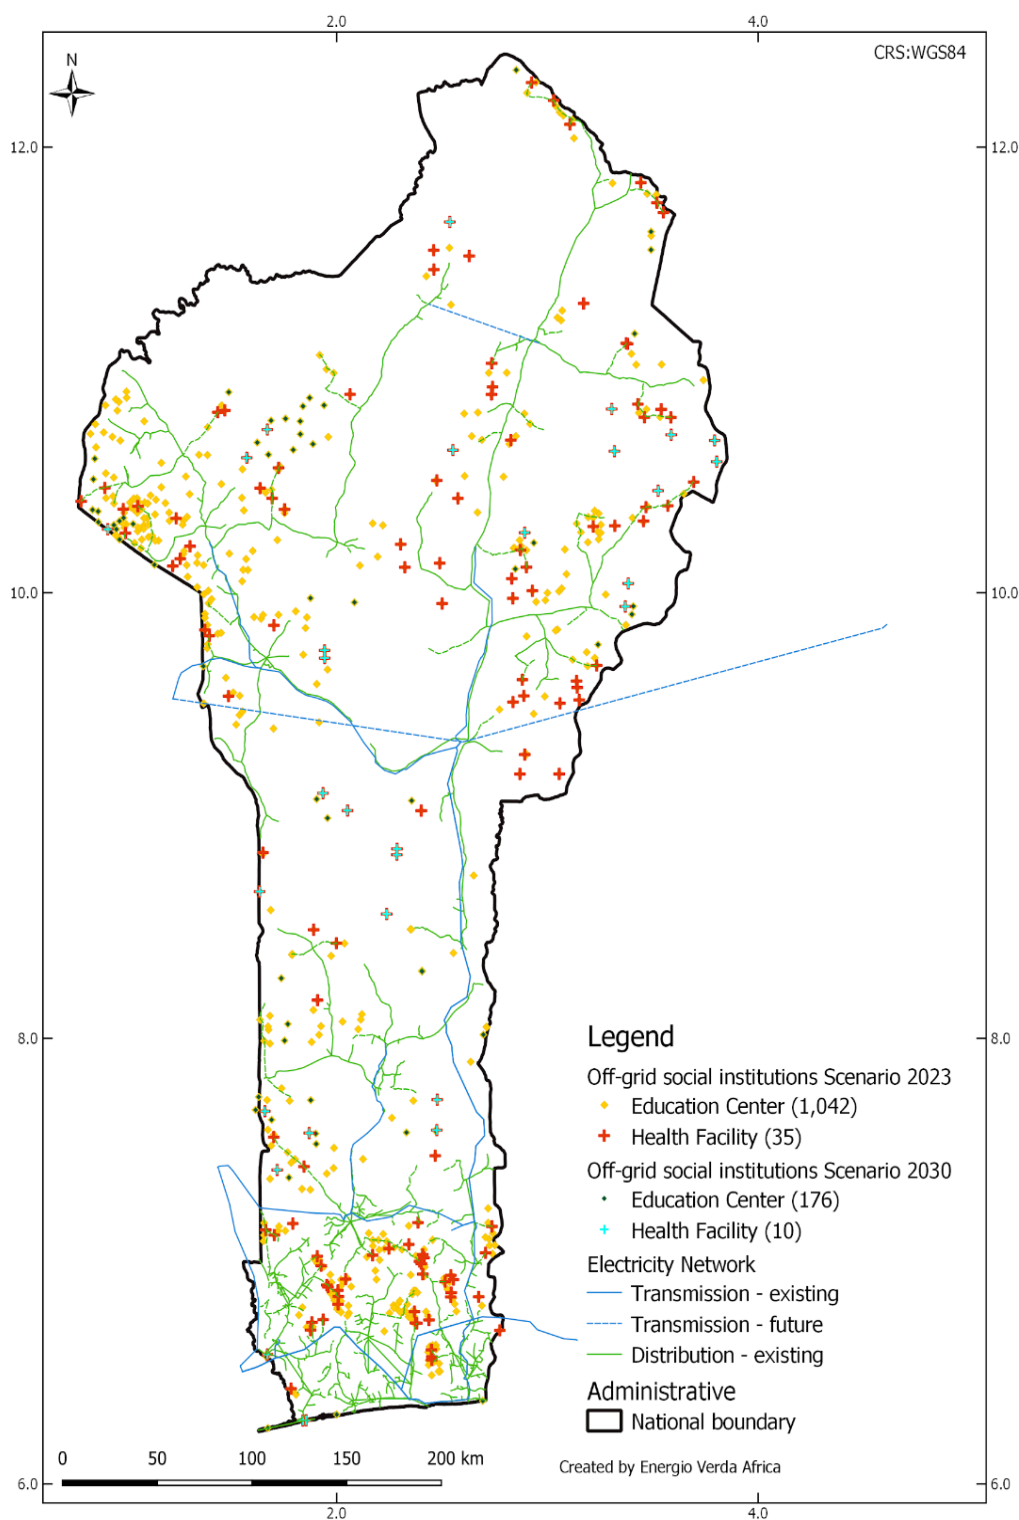 2.0 4.0
CRS:WGS84
N
12.0 12.0
10.0 10.0
8.0 8.0
Legend
Off-grid social institutions Scenario 2023
Education Center (1,042)
Health Facility (35)
Off-grid social institutions Scenario 2030
Education Center (176)
Health Facility (10)
Electricity Network
Transmission - existing
Transmission - future
Distribution - existing
Administrative
National boundary
0 50 100 150 200 km
Created by Energio Verda Africa
6.0 6.0
2.0 4.0